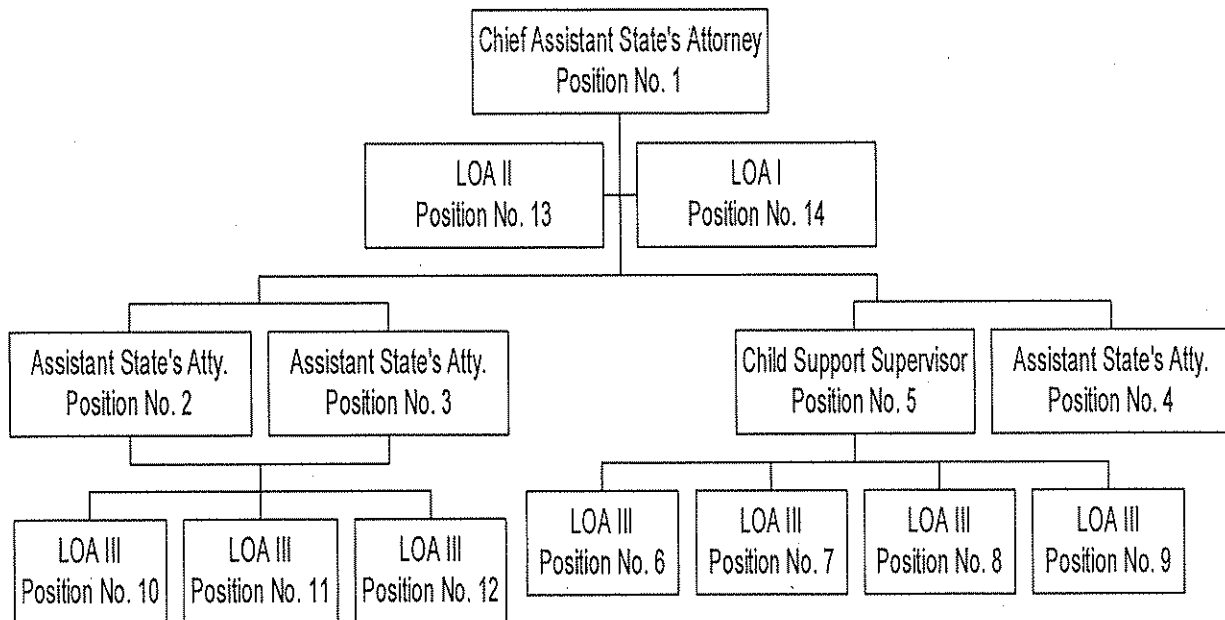 Chief Assistant State's Attorney
Position No. 1
LOA II
Position No. 13
LOA I
Position No. 14
Assistant State's Atty.
Position No. 2
Assistant State's Atty.
Position No. 3
Child Support Supervisor
Position No. 5
Assistant State's Atty.
Position No. 4
LOA III
Position No. 10
LOA III
Position No. 11
LOA III
Position No. 12
LOA III
Position No. 6
LOA III
Position No. 7
LOA III
Position No. 8
LOA III
Position No. 9